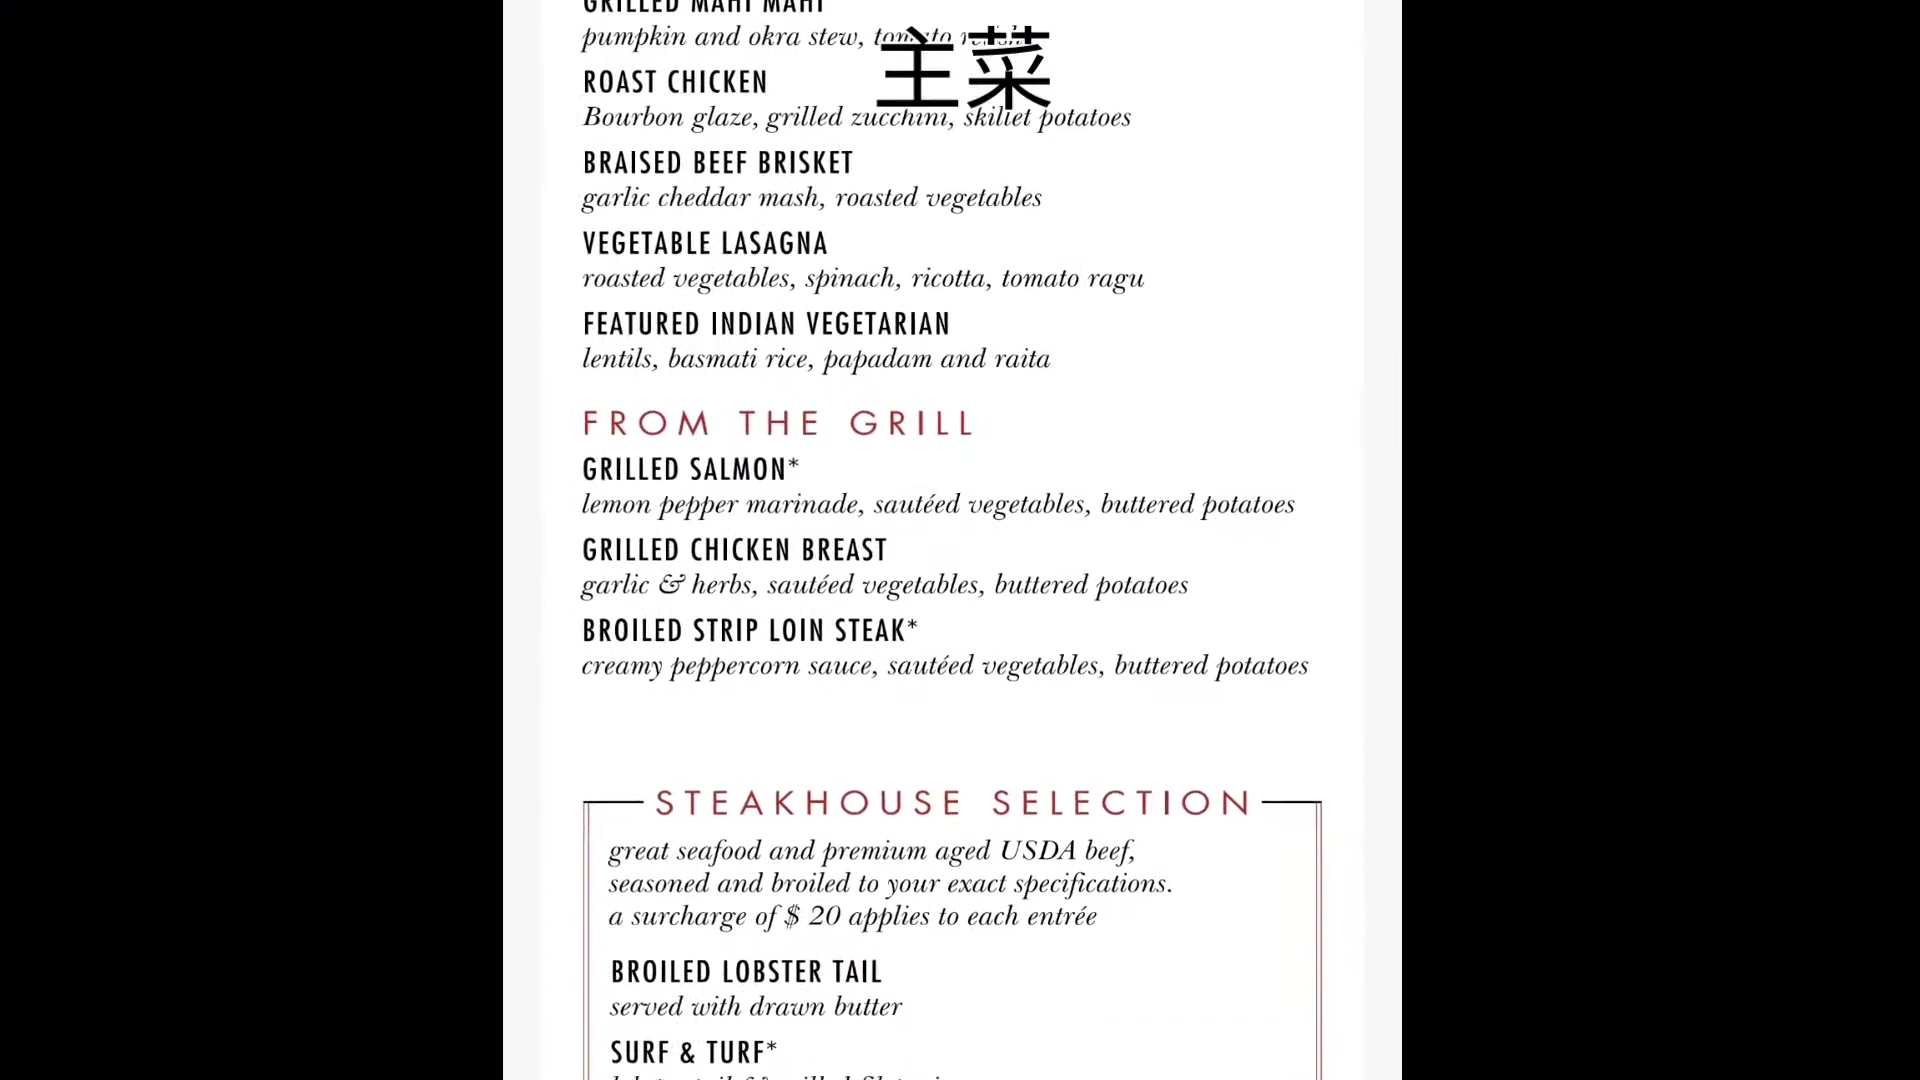 GRILLED MAHI MAHI
pumpkin and okra stew, tomato relish
主菜
ROAST CHICKEN
Bourbon glaze, grilled zucchini, skillet potatoes
BRAISED BEEF BRISKET
garlic cheddar mash, roasted vegetables
VEGETABLE LASAGNA
roasted vegetables, spinach, ricotta, tomato ragu
FEATURED INDIAN VEGETARIAN
lentils, basmati rice, papadam and raita
FROM THE GRILL
GRILLED SALMON*
lemon pepper marinade, sautéed vegetables, buttered potatoes
GRILLED CHICKEN BREAST
garlic & herbs, sautéed vegetables, buttered potatoes
BROILED STRIP LOIN STEAK*
creamy peppercorn sauce, sautéed vegetables, buttered potatoes
STEAKHOUSE SELECTION
great seafood and premium aged USDA beef,
seasoned and broiled to your exact specifications.
a surcharge of $ 20 applies to each entrée
BROILED LOBSTER TAIL
served with drawn butter
SURF & TURF*